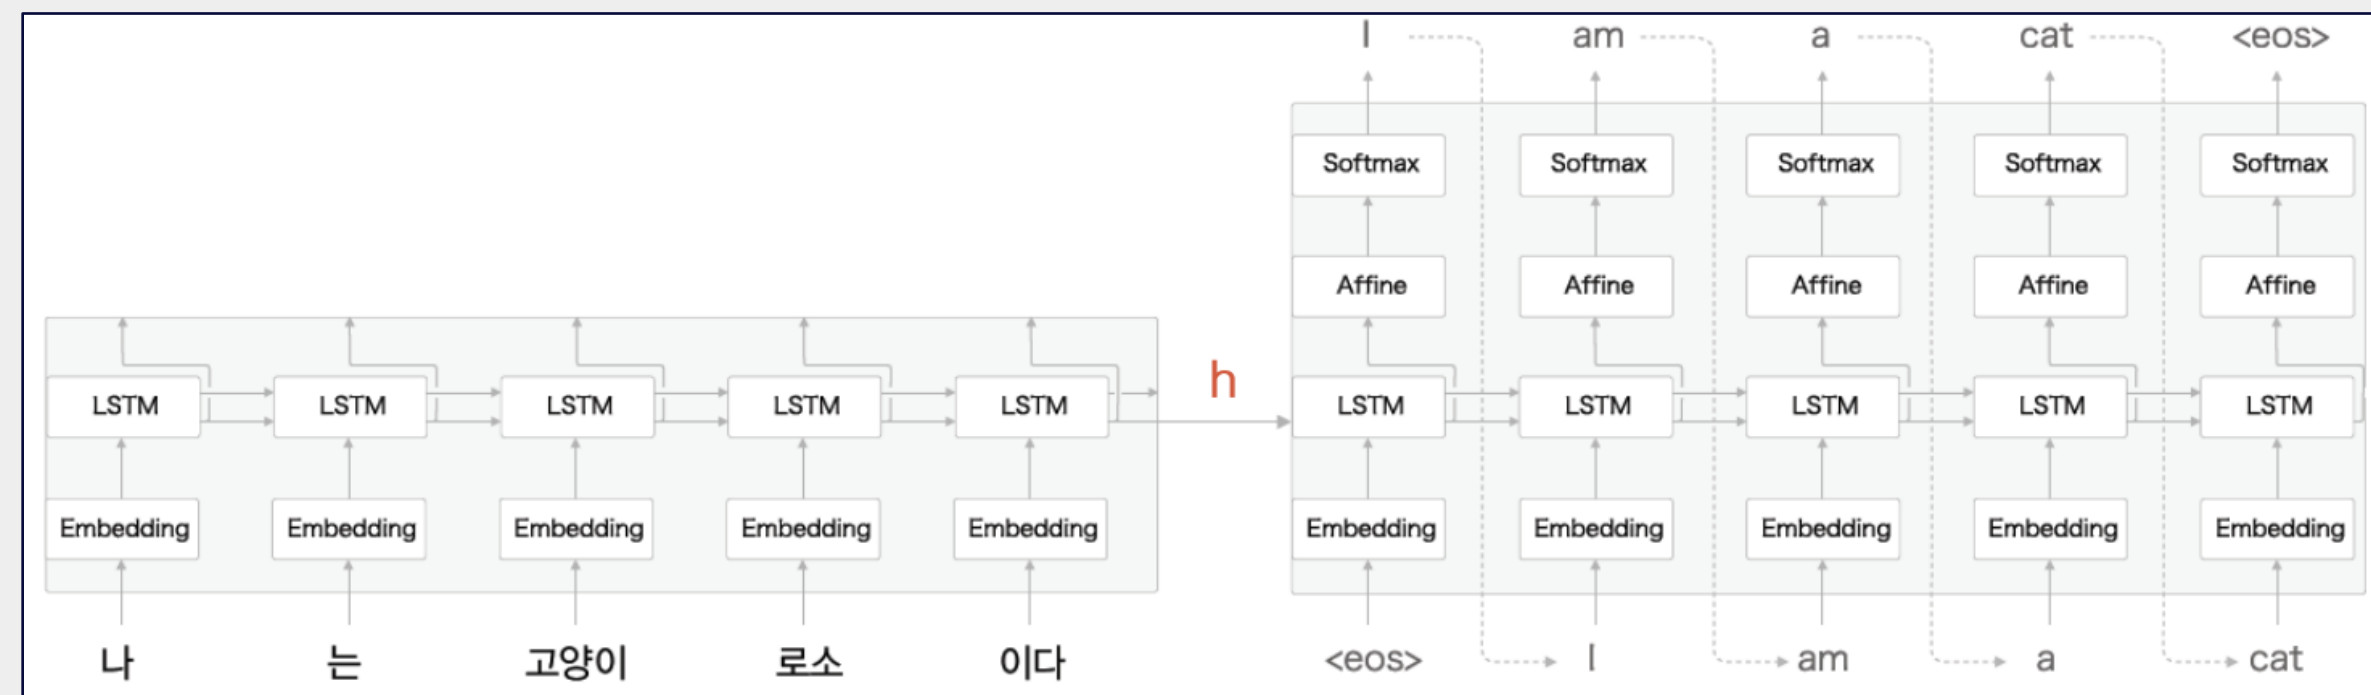 I am a cat <eos>
Softmax Softmax Softmax Softmax Softmax
Affine Affine Affine Affine Affine
h
LSTM LSTM LSTM LSTM LSTM LSTM LSTM LSTM LSTM LSTM
Embedding Embedding Embedding Embedding Embedding Embedding Embedding Embedding Embedding Embedding
나 는 고양이 로소 이다 <eos> I am a cat